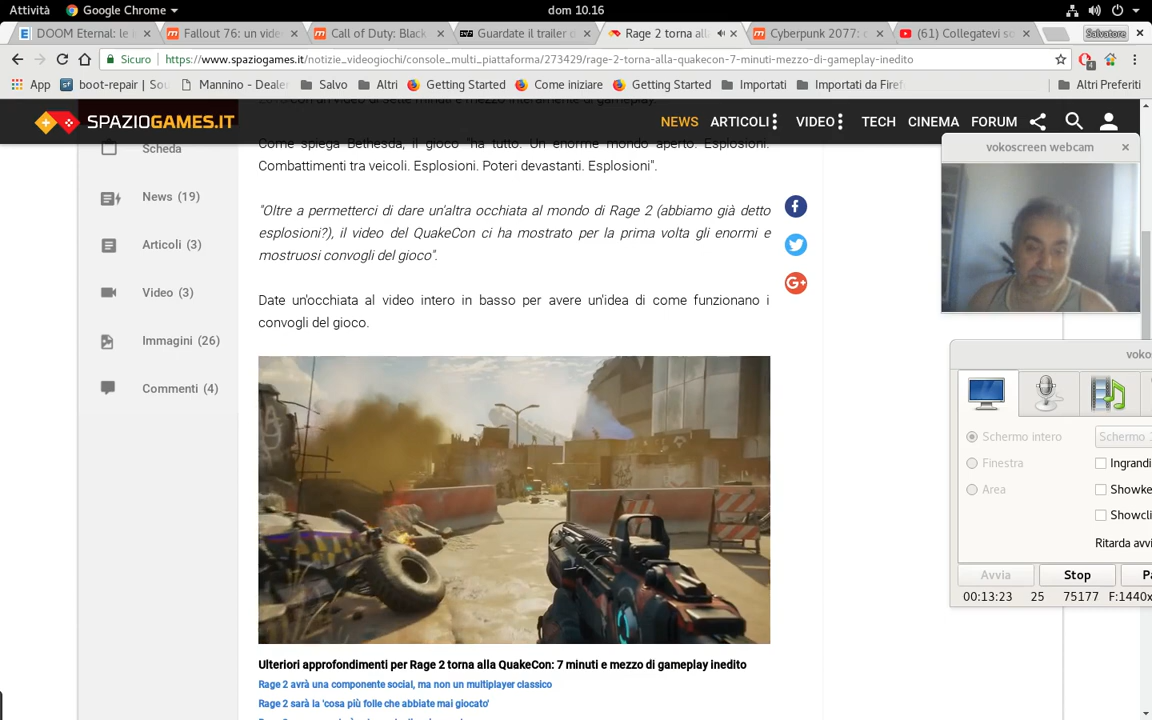 Attività
Google Chrome
dom 10.16
DOOM Eternal: le i
Fallout 76: un vide
Call of Duty: Black
Guardate il trailer d
Rage 2 torna all
Cyberpunk 2077: c
(61) Collegatevi so
Salvatore
Sicuro
https://www.spaziogames.it/notizie_videogiochi/console_multi_piattaforma/273429/rage-2-torna-alla-quakecon-7-minuti-mezzo-di-gameplay-inedito
App
boot-repair | Sou
Mannino - Dealer
Salvo
Altri
Getting Started
Come iniziare
Getting Started
Importati
Importati da Firef
Altri Preferiti
SPAZIOGAMES.IT
NEWS
ARTICOLI
VIDEO
TECH
CINEMA
FORUM
Scheda
News (19)
Articoli (3)
Video (3)
Immagini (26)
Commenti (4)
Come spiega Bethesda, il gioco "ha tutto. Un enorme mondo aperto. Esplosioni.
Combattimenti tra veicoli. Esplosioni. Poteri devastanti. Esplosioni".
"Oltre a permetterci di dare un'altra occhiata al mondo di Rage 2 (abbiamo già detto
esplosioni?), il video del QuakeCon ci ha mostrato per la prima volta gli enormi e
mostruosi convogli del gioco".
Date un'occhiata al video intero in basso per avere un'idea di come funzionano i
convogli del gioco.
Ulteriori approfondimenti per Rage 2 torna alla QuakeCon: 7 minuti e mezzo di gameplay inedito
Rage 2 avrà una componente social, ma non un multiplayer classico
Rage 2 sarà la 'cosa più folle che abbiate mai giocato'
vokoscreen webcam
voko
Schermo intero
Schermo 1
Finestra
Area
Ingrandi
Showke
Showcli
Ritarda avvi
Avvia
Stop
Pa
00:13:23
25
75177
F:1440x